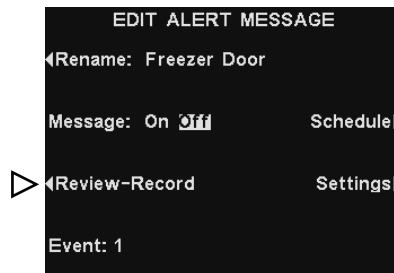 EDIT ALERT MESSAGE
Rename: Freezer Door
Message: On Off Schedule
Review-Record Settings
Event: 1